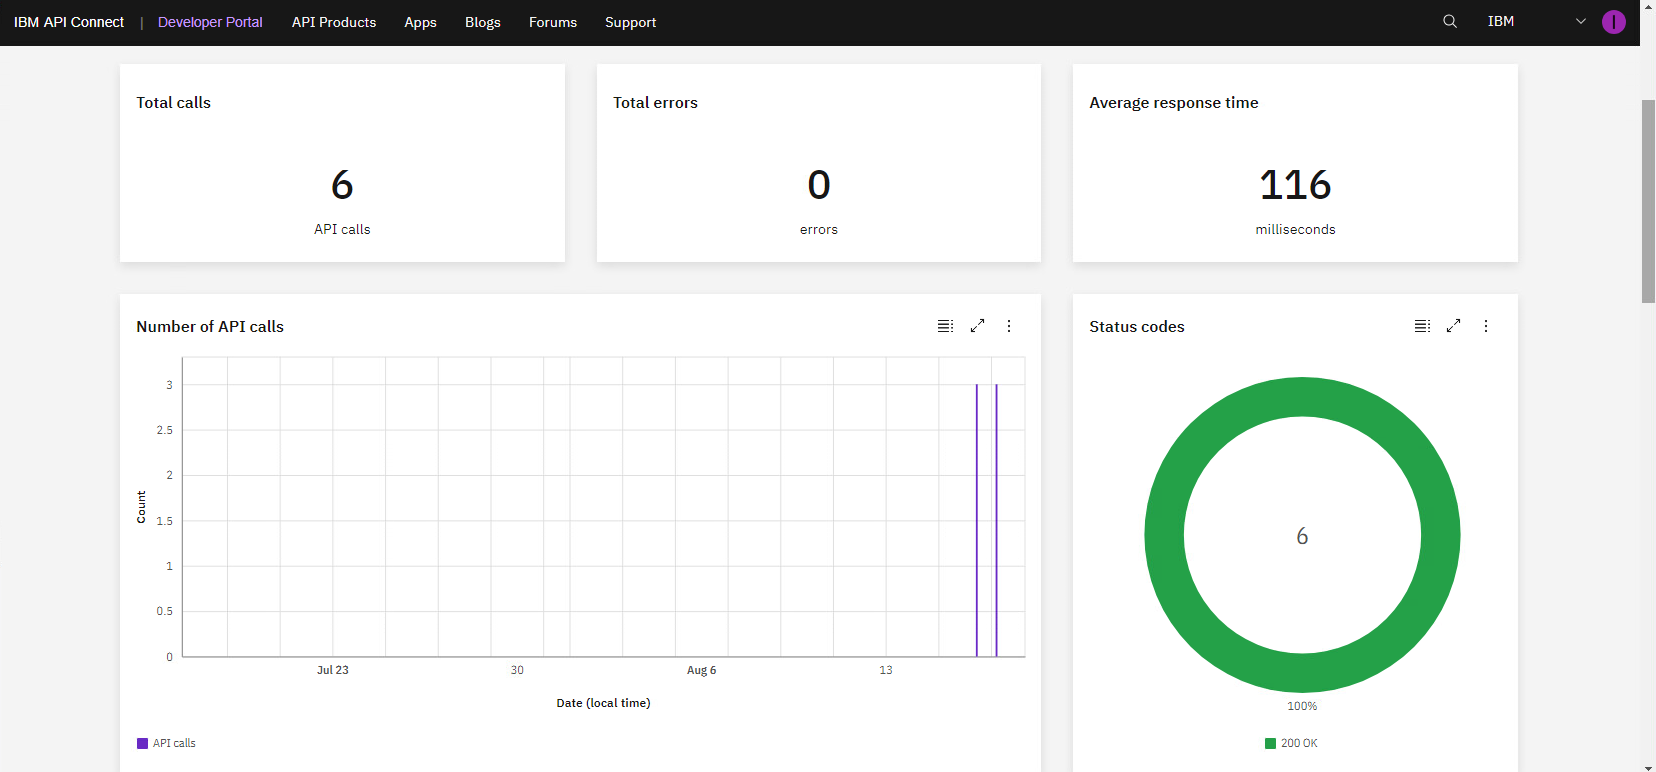 IBM API Connect | Developer Portal API Products Apps Blogs Forums Support IBM I
Total calls
6
API calls
Total errors
0
errors
Average response time
116
milliseconds
Number of API calls
3
2.5
2
1.5
1
0.5
0
Count
Jul 23 30 Aug 6 13
Date (local time)
API calls
Status codes
6
100%
200 OK